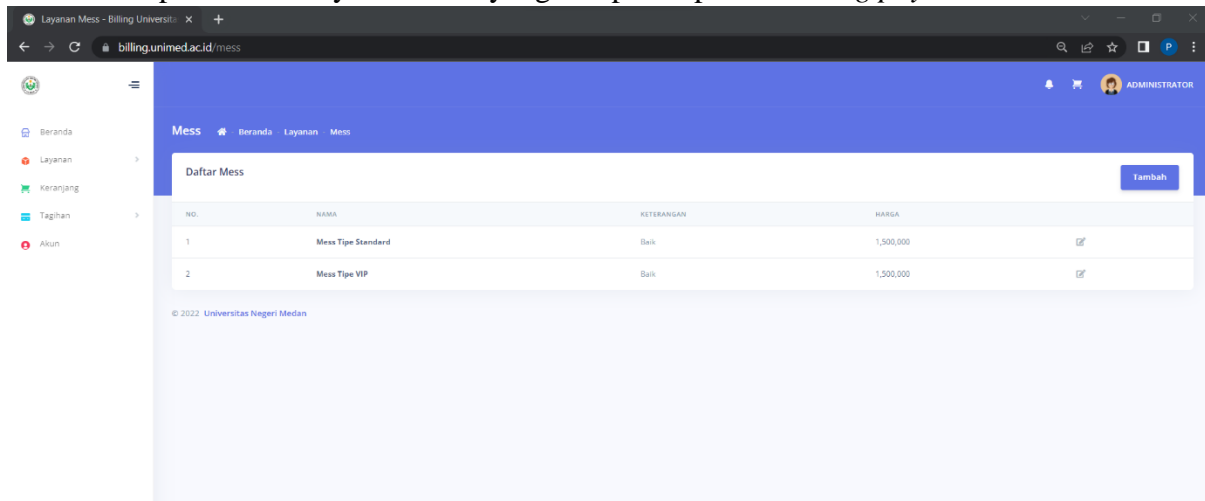 Layanan Mess - Billing Universita
billing.unimed.ac.id/mess
P
ADMINISTRATOR
Beranda
Layanan
Keranjang
Tagihan
Akun
Mess - Beranda - Layanan - Mess
Daftar Mess
Tambah
NO. NAMA KETERANGAN HARGA
1 Mess Tipe Standard Baik 1,500,000
2 Mess Tipe VIP Baik 1,500,000
© 2022 Universitas Negeri Medan